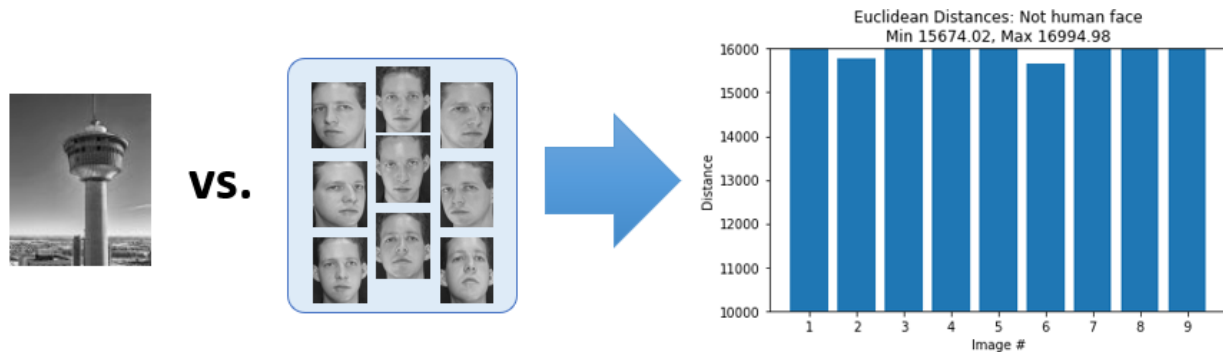 vs.
Euclidean Distances: Not human face
Min 15674.02, Max 16994.98
16000
15000
14000
13000
12000
11000
10000
Distance
1 2 3 4 5 6 7 8 9
Image #